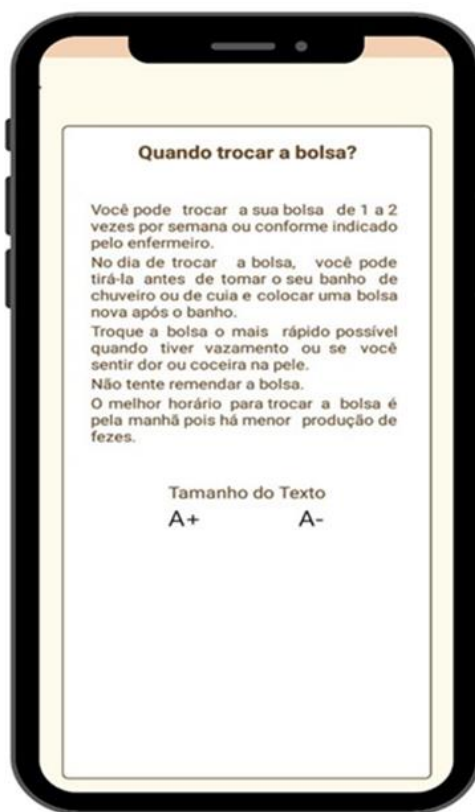 Quando trocar a bolsa?
Você pode trocar a sua bolsa de 1 a 2
vezes por semana ou conforme indicado
pelo enfermeiro.
No dia de trocar a bolsa, você pode
tirá-la antes de tomar o seu banho de
chuveiro ou de cuia e colocar uma bolsa
nova após o banho.
Troque a bolsa o mais rápido possível
quando tiver vazamento ou se você
sentir dor ou coceira na pele.
Não tente remendar a bolsa.
O melhor horário para trocar a bolsa é
pela manhã pois há menor produção de
fezes.
Tamanho do Texto
A+ A-